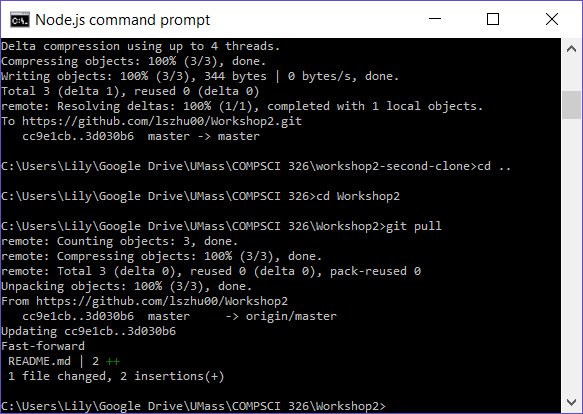 Node.js command prompt
Delta compression using up to 4 threads.
Compressing objects: 100% (3/3), done.
Writing objects: 100% (3/3), 344 bytes | 0 bytes/s, done.
Total 3 (delta 1), reused 0 (delta 0)
remote: Resolving deltas: 100% (1/1), completed with 1 local objects.
To https://github.com/lszhu00/Workshop2.git
   cc9e1cb..3d030b6  master -> master
C:\Users\Lily\Google Drive\UMass\COMPSCI 326\workshop2-second-clone>cd ..
C:\Users\Lily\Google Drive\UMass\COMPSCI 326>cd Workshop2
C:\Users\Lily\Google Drive\UMass\COMPSCI 326\Workshop2>git pull
remote: Counting objects: 3, done.
remote: Compressing objects: 100% (3/3), done.
remote: Total 3 (delta 0), reused 0 (delta 0), pack-reused 0
Unpacking objects: 100% (3/3), done.
From https://github.com/lszhu00/Workshop2
   cc9e1cb..3d030b6  master     -> origin/master
Updating cc9e1cb..3d030b6
Fast-forward
 README.md | 2 ++
 1 file changed, 2 insertions(+)
C:\Users\Lily\Google Drive\UMass\COMPSCI 326\Workshop2>